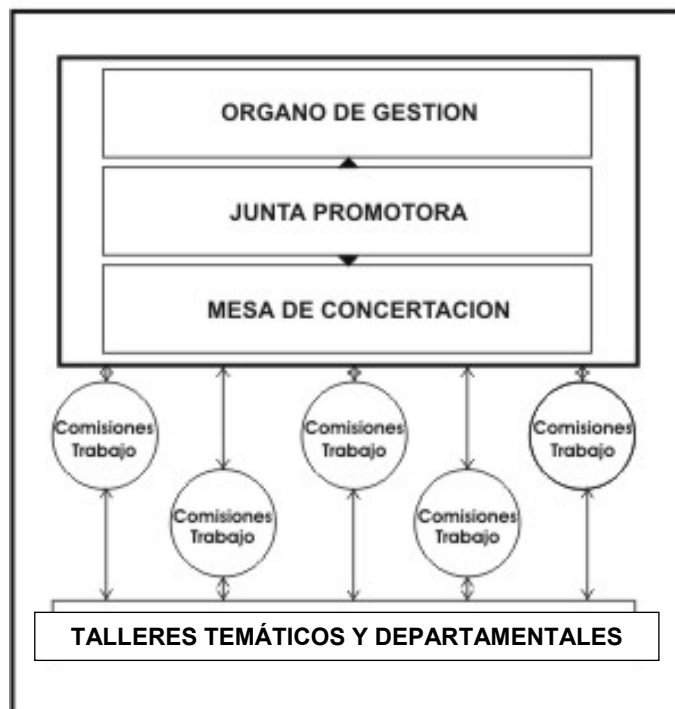 ORGANO DE GESTION
JUNTA PROMOTORA
MESA DE CONCERTACION
Comisiones
Trabajo
Comisiones
Trabajo
Comisiones
Trabajo
Comisiones
Trabajo
Comisiones
Trabajo
TALLERES TEMÁTICOS Y DEPARTAMENTALES